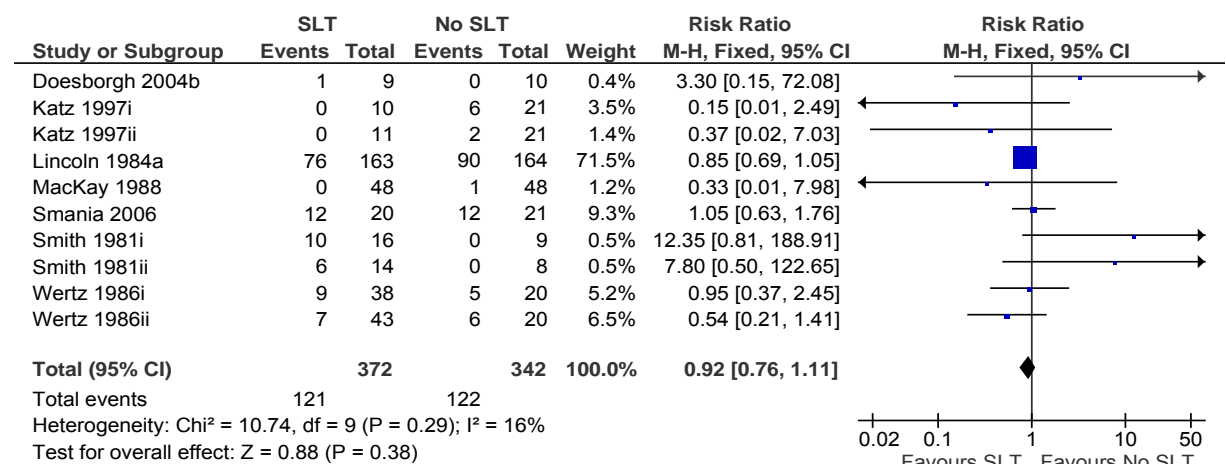 SLT No SLT Risk Ratio Risk Ratio
Study or Subgroup Events Total Events Total Weight M-H, Fixed, 95% CI M-H, Fixed, 95% CI
Doesborgh 2004b 1 9 0 10 0.4% 3.30 [0.15, 72.08]
Katz 1997i 0 10 6 21 3.5% 0.15 [0.01, 2.49]
Katz 1997ii 0 11 2 21 1.4% 0.37 [0.02, 7.03]
Lincoln 1984a 76 163 90 164 71.5% 0.85 [0.69, 1.05]
MacKay 1988 0 48 1 48 1.2% 0.33 [0.01, 7.98]
Smania 2006 12 20 12 21 9.3% 1.05 [0.63, 1.76]
Smith 1981i 10 16 0 9 0.5% 12.35 [0.81, 188.91]
Smith 1981ii 6 14 0 8 0.5% 7.80 [0.50, 122.65]
Wertz 1986i 9 38 5 20 5.2% 0.95 [0.37, 2.45]
Wertz 1986ii 7 43 6 20 6.5% 0.54 [0.21, 1.41]
Total (95% CI) 372 342 100.0% 0.92 [0.76, 1.11]
Total events 121 122
Heterogeneity: Chi² = 10.74, df = 9 (P = 0.29); I² = 16%
Test for overall effect: Z = 0.88 (P = 0.38)
0.02 0.1 1 10 50
Favours SLT Favours No SLT